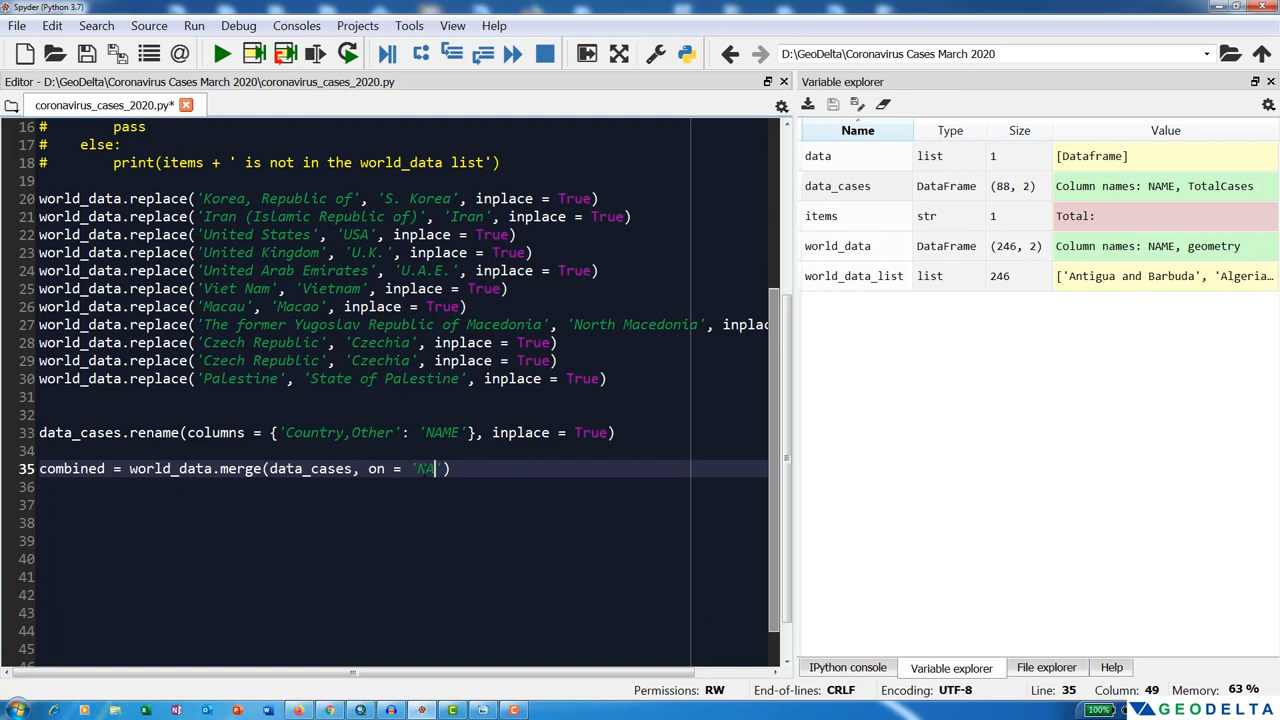 Spyder (Python 3.7)
File Edit Search Source Run Debug Consoles Projects Tools View Help
D:\GeoDelta\Coronavirus Cases March 2020
Editor - D:\GeoDelta\Coronavirus Cases March 2020\coronavirus_cases_2020.py
coronavirus_cases_2020.py*
16 # pass
17 # else:
18 # print(items + ' is not in the world_data list')
19
20 world_data.replace('Korea, Republic of', 'S. Korea', inplace = True)
21 world_data.replace('Iran (Islamic Republic of)', 'Iran', inplace = True)
22 world_data.replace('United States', 'USA', inplace = True)
23 world_data.replace('United Kingdom', 'U.K.', inplace = True)
24 world_data.replace('United Arab Emirates', 'U.A.E.', inplace = True)
25 world_data.replace('Viet Nam', 'Vietnam', inplace = True)
26 world_data.replace('Macau', 'Macao', inplace = True)
27 world_data.replace('The former Yugoslav Republic of Macedonia', 'North Macedonia', inplac
28 world_data.replace('Czech Republic', 'Czechia', inplace = True)
29 world_data.replace('Czech Republic', 'Czechia', inplace = True)
30 world_data.replace('Palestine', 'State of Palestine', inplace = True)
31
32
33 data_cases.rename(columns = {'Country,Other': 'NAME'}, inplace = True)
34
35 combined = world_data.merge(data_cases, on = 'NA')
36
37
38
39
40
41
42
43
44
45
Variable explorer
Name Type Size Value
data list 1 [Dataframe]
data_cases DataFrame (88, 2) Column names: NAME, TotalCases
items str 1 Total:
world_data DataFrame (246, 2) Column names: NAME, geometry
world_data_list list 246 ['Antigua and Barbuda', 'Algeria…
IPython console Variable explorer File explorer Help
Permissions: RW End-of-lines: CRLF Encoding: UTF-8 Line: 35 Column: 49 Memory: 63 %
100%
GEODELTA